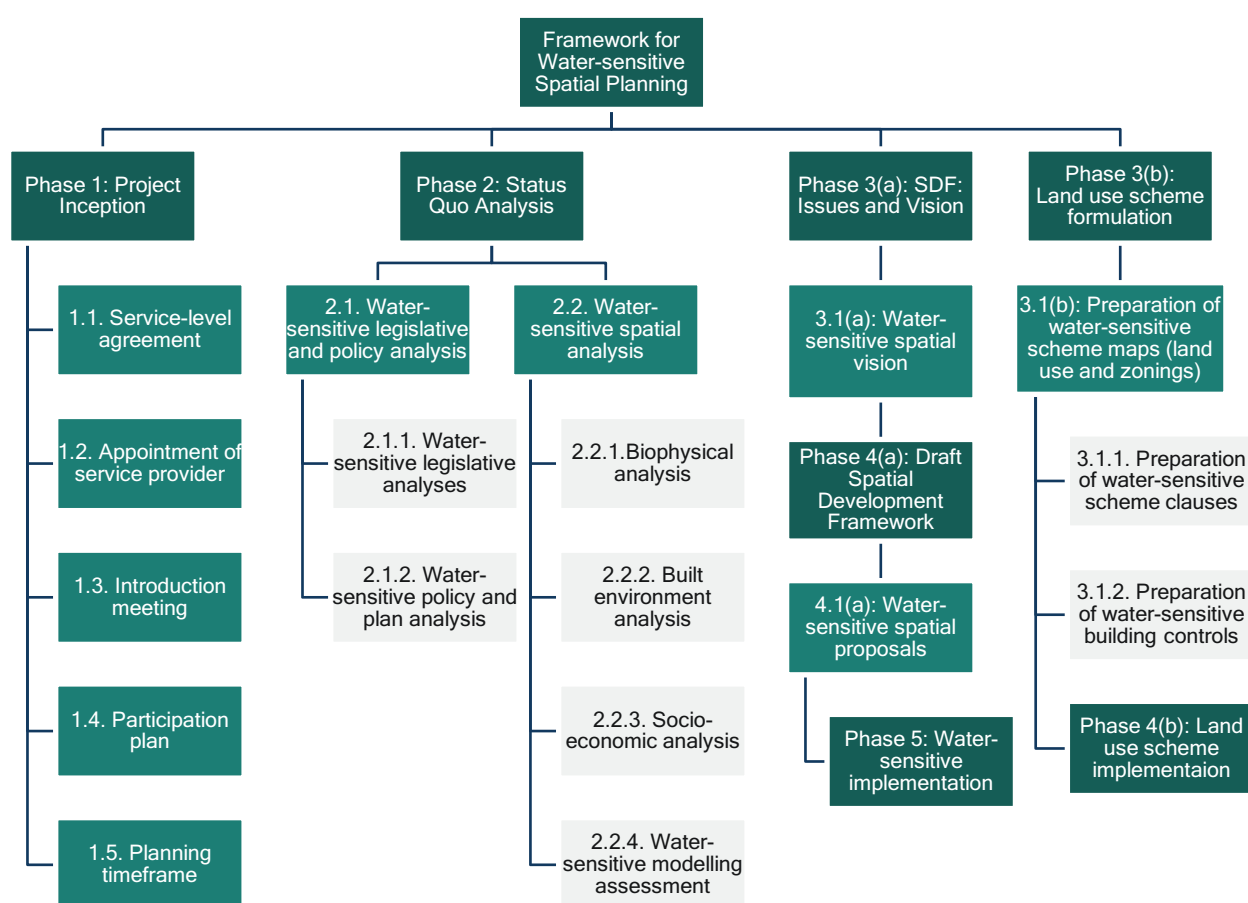 Framework for
Water-sensitive
Spatial Planning
Phase 1: Project
Inception
1.1. Service-level
agreement
1.2. Appointment of
service provider
1.3. Introduction
meeting
1.4. Participation
plan
1.5. Planning
timeframe
Phase 2: Status
Quo Analysis
2.1. Water-
sensitive legislative
and policy analysis
2.1.1. Water-
sensitive legislative
analyses
2.1.2. Water-
sensitive policy and
plan analysis
2.2. Water-
sensitive spatial
analysis
2.2.1.Biophysical
analysis
2.2.2. Built
environment
analysis
2.2.3. Socio-
economic analysis
2.2.4. Water-
sensitive modelling
assessment
Phase 3(a): SDF:
Issues and Vision
3.1(a): Water-
sensitive spatial
vision
Phase 4(a): Draft
Spatial
Development
Framework
4.1(a): Water-
sensitive spatial
proposals
Phase 5: Water-
sensitive
implementation
Phase 3(b):
Land use scheme
formulation
3.1(b): Preparation of
water-sensitive
scheme maps (land
use and zonings)
3.1.1. Preparation
of water-sensitive
scheme clauses
3.1.2. Preparation
of water-sensitive
building controls
Phase 4(b): Land
use scheme
implementaion